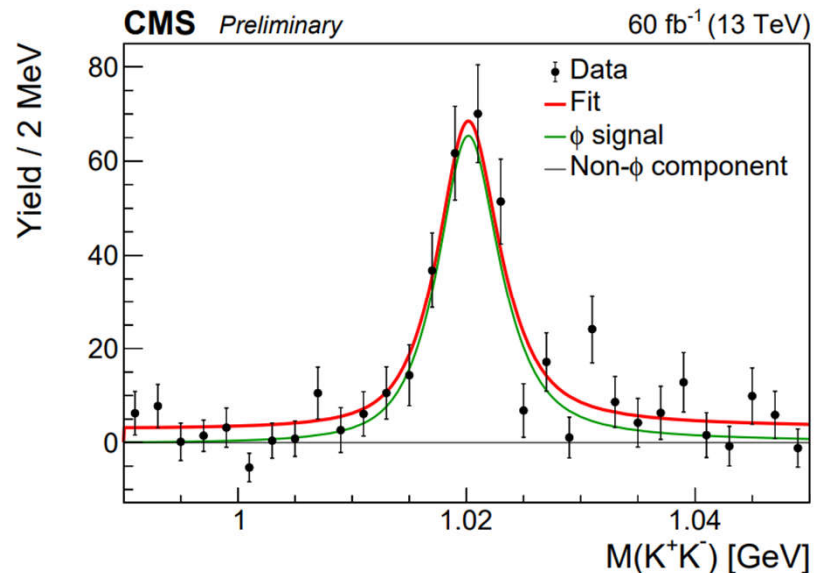 CMS Preliminary 60 fb⁻¹ (13 TeV)
80
60
40
20
0
Yield / 2 MeV
Data
Fit
ϕ signal
Non-ϕ component
1 1.02 1.04
M(K⁺K⁻) [GeV]